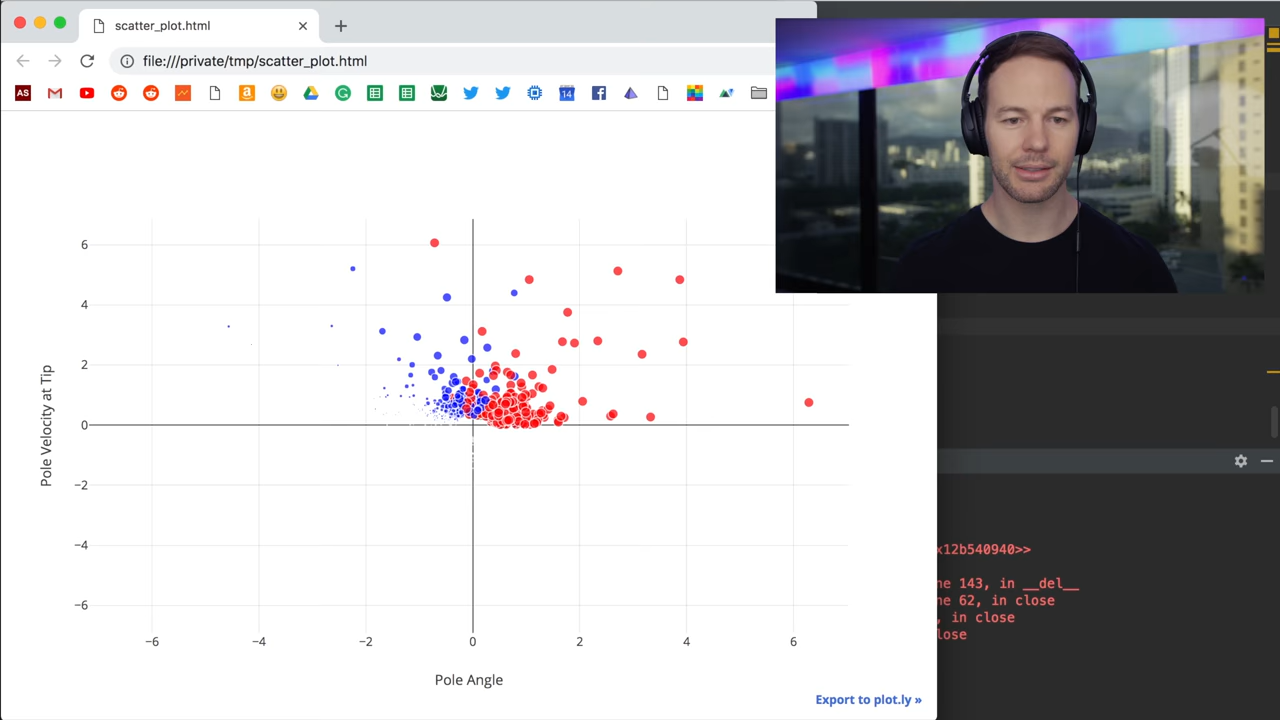 scatter_plot.html
file:///private/tmp/scatter_plot.html
AS
14
6
4
2
0
−2
−4
−6
Pole Velocity at Tip
−6
−4
−2
0
2
4
6
Pole Angle
Export to plot.ly »
x12b540940>>
ne 143, in __del__
ne 62, in close
, in close
lose